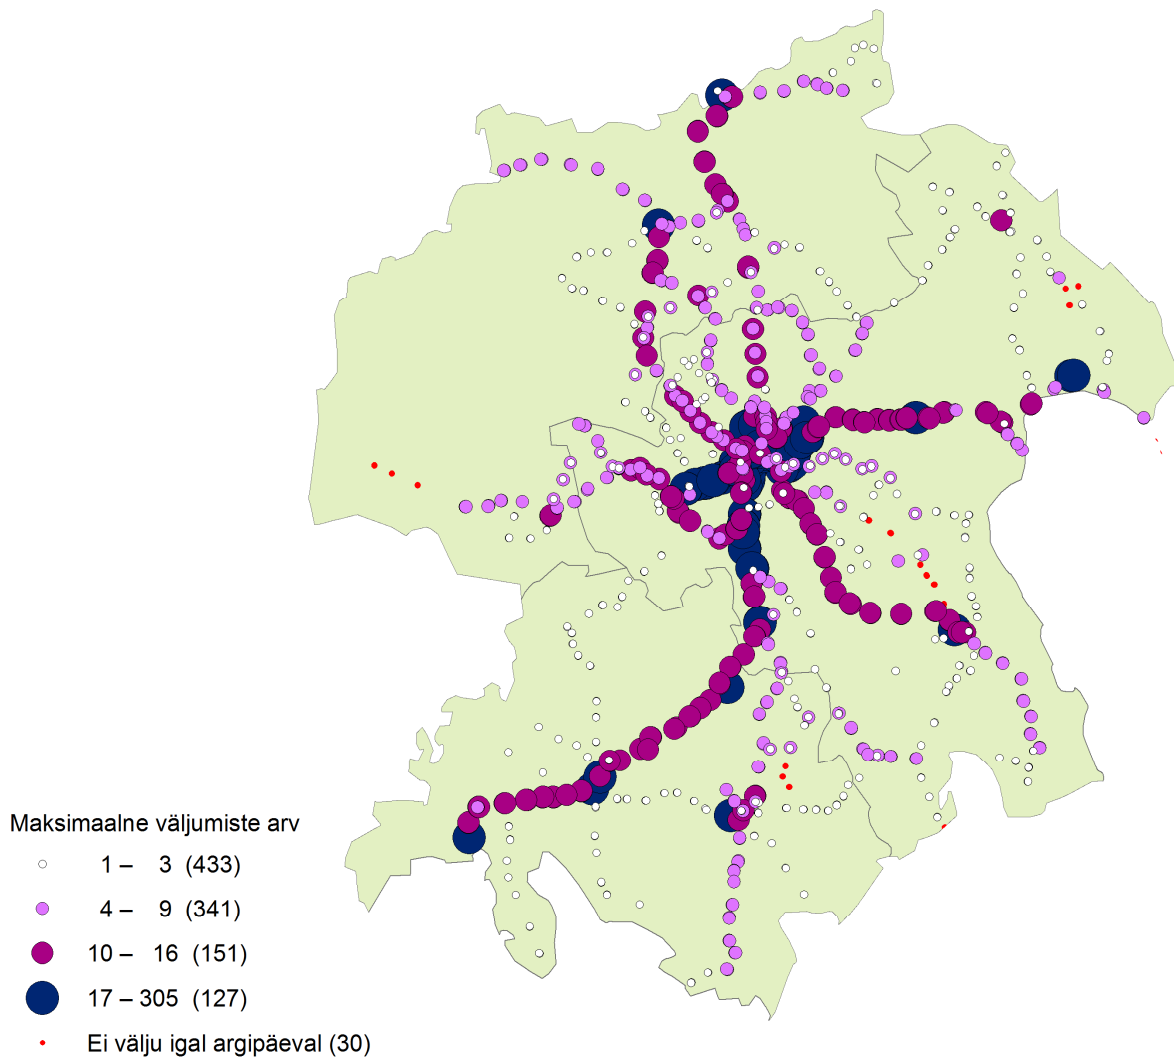 Maksimaalne väljumiste arv
1 – 3 (433)
4 – 9 (341)
10 – 16 (151)
17 – 305 (127)
Ei välju igal argipäeval (30)